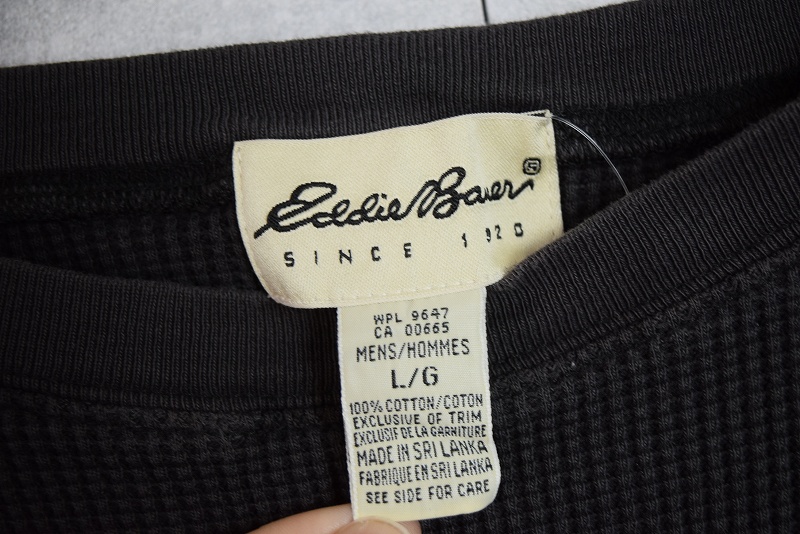 Eddie Bauer
SINCE 1920
WPL 9647
CA 00665
MENS/HOMMES
L/G
100% COTTON/COTON
EXCLUSIVE OF TRIM
EXCLUSIF DE LA GARNITURE
MADE IN SRI LANKA
FABRIQUE EN SRI LANKA
SEE SIDE FOR CARE